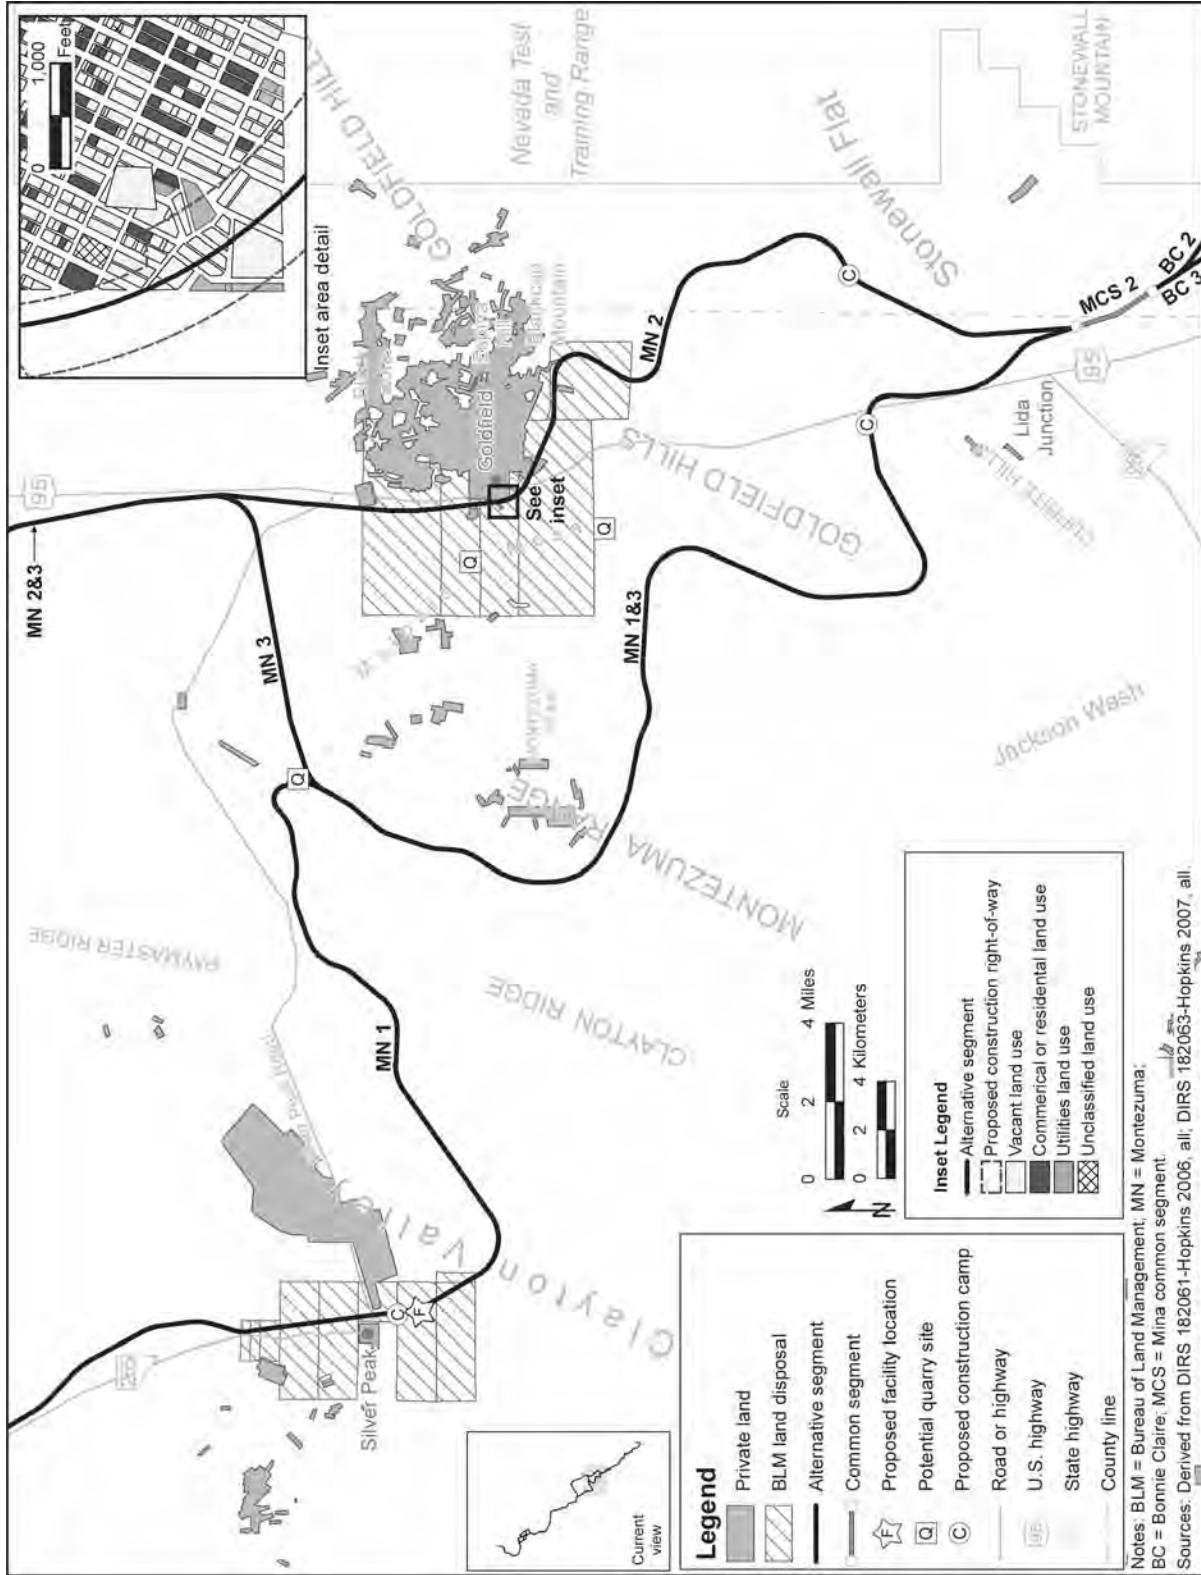 0 1,000
Feet
Inset area detail
GOLDFIELD HILLS
Nevada Test
and
Training Range
Stonewall Flat
STONEWALL
MOUNTAIN
MN 2&3
95
MN 3
Goldfield
Mountain
See
inset
Q
Q
MN 2
C
GOLDFIELD HILLS
MCS 2
BC 2
BC 3
95
Lida
Junction
C
MN 1&3
Jackson Wash
Q
MONTEZUMA
RANGE
PAYMASTER RIDGE
CLAYTON RIDGE
MN 1
Clayton Valley
C
F
Silver Peak
Scale
0 2 4 Miles
0 2 4 Kilometers
N
Inset Legend
Alternative segment
Proposed construction right-of-way
Vacant land use
Commerical or residental land use
Utilities land use
Unclassified land use
Current
view
Legend
Private land
BLM land disposal
Alternative segment
Common segment
F Proposed facility location
Q Potential quarry site
C Proposed construction camp
Road or highway
95 U.S. highway
State highway
County line
Notes: BLM = Bureau of Land Management; MN = Montezuma;
BC = Bonnie Claire; MCS = Mina common segment.
Sources: Derived from DIRS 182061-Hopkins 2006, all; DIRS 182063-Hopkins 2007, all.